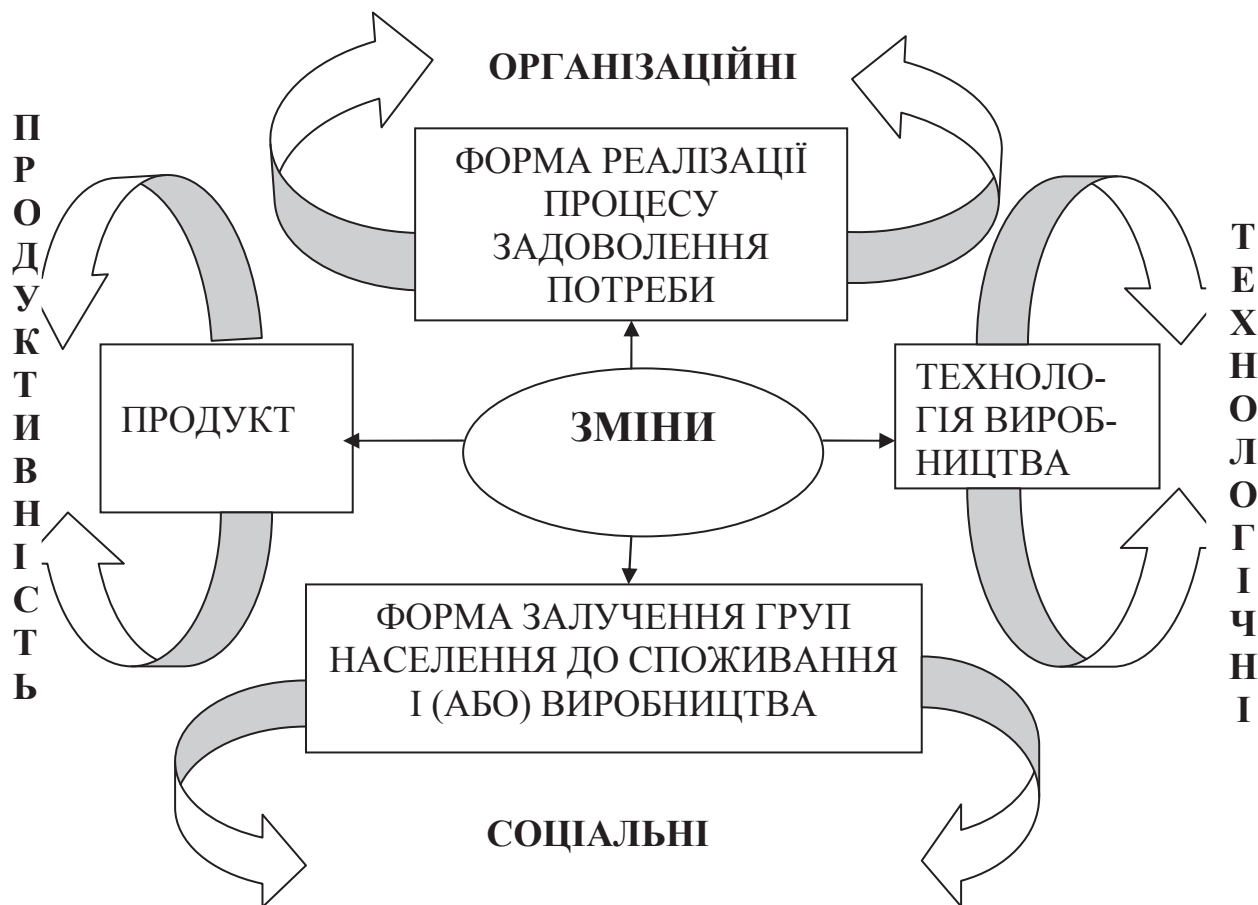 ОРГАНІЗАЦІЙНІ
ФОРМА РЕАЛІЗАЦІЇ
ПРОЦЕСУ
ЗАДОВОЛЕННЯ
ПОТРЕБИ
ПРОДУКТИВНІСТЬ
ПРОДУКТ
ЗМІНИ
ТЕХНОЛО-
ГІЯ ВИРОБ-
НИЦТВА
ТЕХНОЛОГІЧНІ
ФОРМА ЗАЛУЧЕННЯ ГРУП
НАСЕЛЕННЯ ДО СПОЖИВАННЯ
І (АБО) ВИРОБНИЦТВА
СОЦІАЛЬНІ